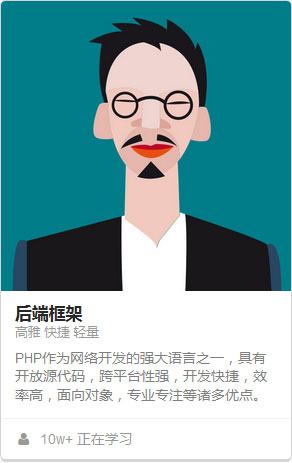 后端框架
高雅 快捷 轻量
PHP作为网络开发的强大语言之一，具有
开放源代码，跨平台性强，开发快捷，效
率高，面向对象，专业专注等诸多优点。
10w+ 正在学习